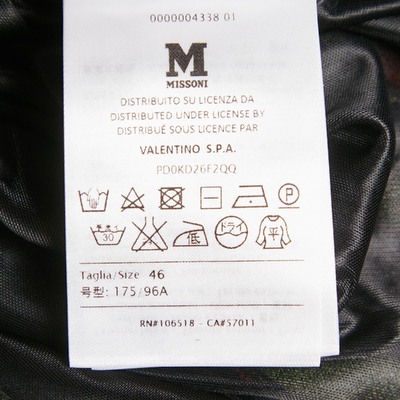 0000004338 01
M
MISSONI
DISTRIBUITO SU LICENZA DA
DISTRIBUTED UNDER LICENSE BY
DISTRIBUÉ SOUS LICENCE PAR
VALENTINO S.P.A.
PD0KD26F2QQ
P
30 低 ドライ 平
Taglia/Size 46
号型: 175/96A
RN#106518 - CA#57011